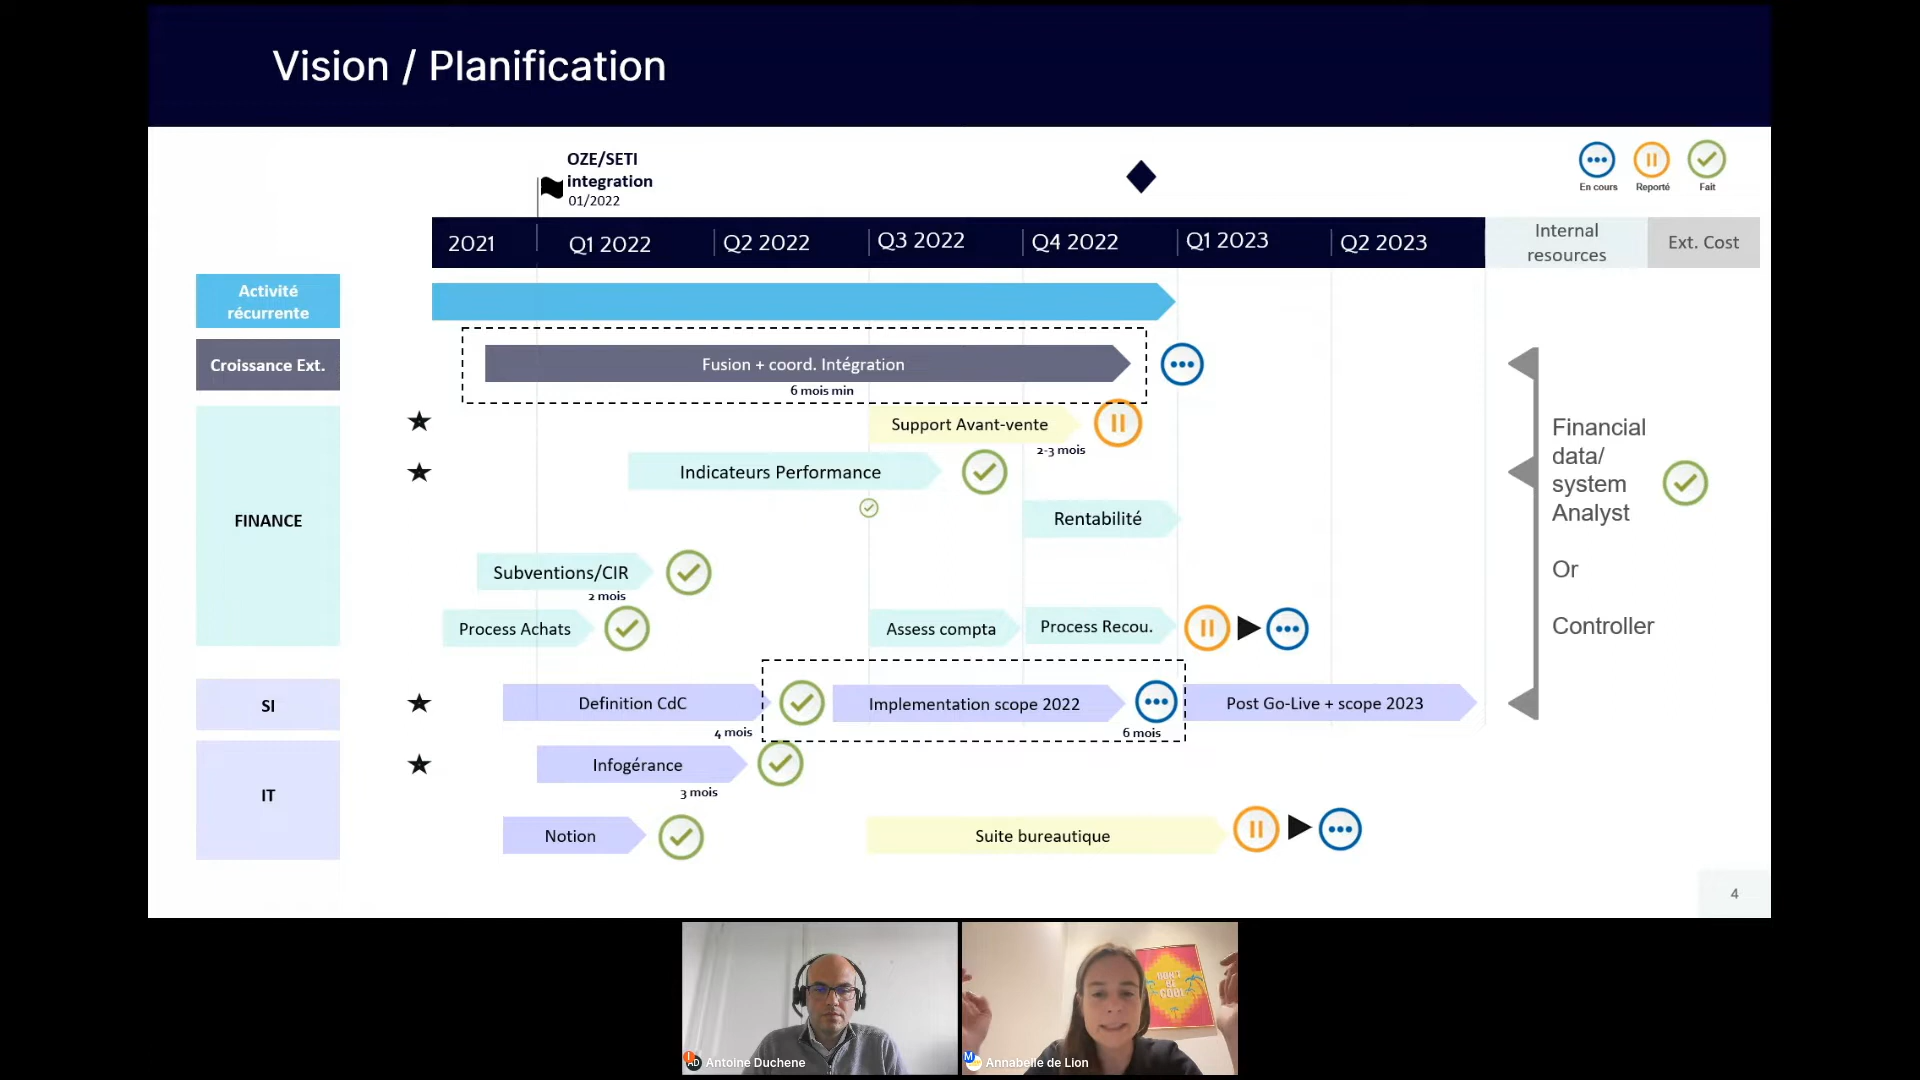 Vision / Planification
OZE/SETI
integration
01/2022
En cours
Reporté
Fait
2021
Q1 2022
Q2 2022
Q3 2022
Q4 2022
Q1 2023
Q2 2023
Internal
resources
Ext. Cost
Activité
récurrente
Croissance Ext.
Fusion + coord. Intégration
6 mois min
Support Avant-vente
2-3 mois
Indicateurs Performance
FINANCE
Rentabilité
Subventions/CIR
2 mois
Process Achats
Assess compta
Process Recou.
Financial
data/
system
Analyst
Or
Controller
SI
Definition CdC
4 mois
Implementation scope 2022
6 mois
Post Go-Live + scope 2023
IT
Infogérance
3 mois
Notion
Suite bureautique
4
AD
Antoine Duchene
DON'T
BE
COOL
M
Annabelle de Lion